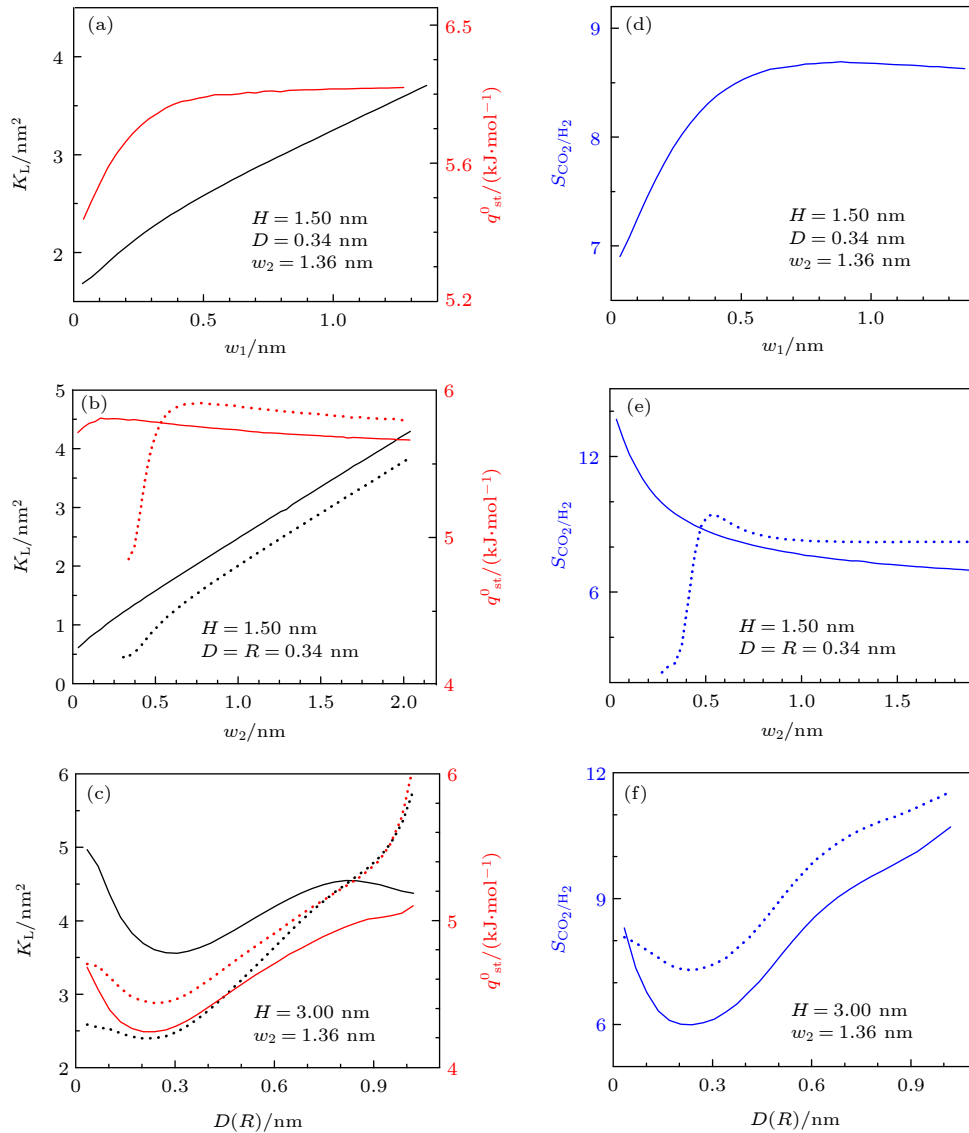 (a)
4
3
2
K_L/nm²
6.5
5.6
5.2
q⁰_st/(kJ·mol⁻¹)
H = 1.50 nm
D = 0.34 nm
w₂ = 1.36 nm
0
0.5
1.0
w₁/nm
(d)
9
8
7
S_CO₂/H₂
H = 1.50 nm
D = 0.34 nm
w₂ = 1.36 nm
0
0.5
1.0
w₁/nm
(b)
5
4
3
2
1
0
K_L/nm²
6
5
4
q⁰_st/(kJ·mol⁻¹)
H = 1.50 nm
D = R = 0.34 nm
0
0.5
1.0
1.5
2.0
w₂/nm
(e)
12
6
S_CO₂/H₂
H = 1.50 nm
D = R = 0.34 nm
0
0.5
1.0
1.5
w₂/nm
(c)
6
5
4
3
2
K_L/nm²
6
5
4
q⁰_st/(kJ·mol⁻¹)
H = 3.00 nm
w₂ = 1.36 nm
0
0.3
0.6
0.9
D(R)/nm
(f)
12
9
6
S_CO₂/H₂
H = 3.00 nm
w₂ = 1.36 nm
0
0.3
0.6
0.9
D(R)/nm